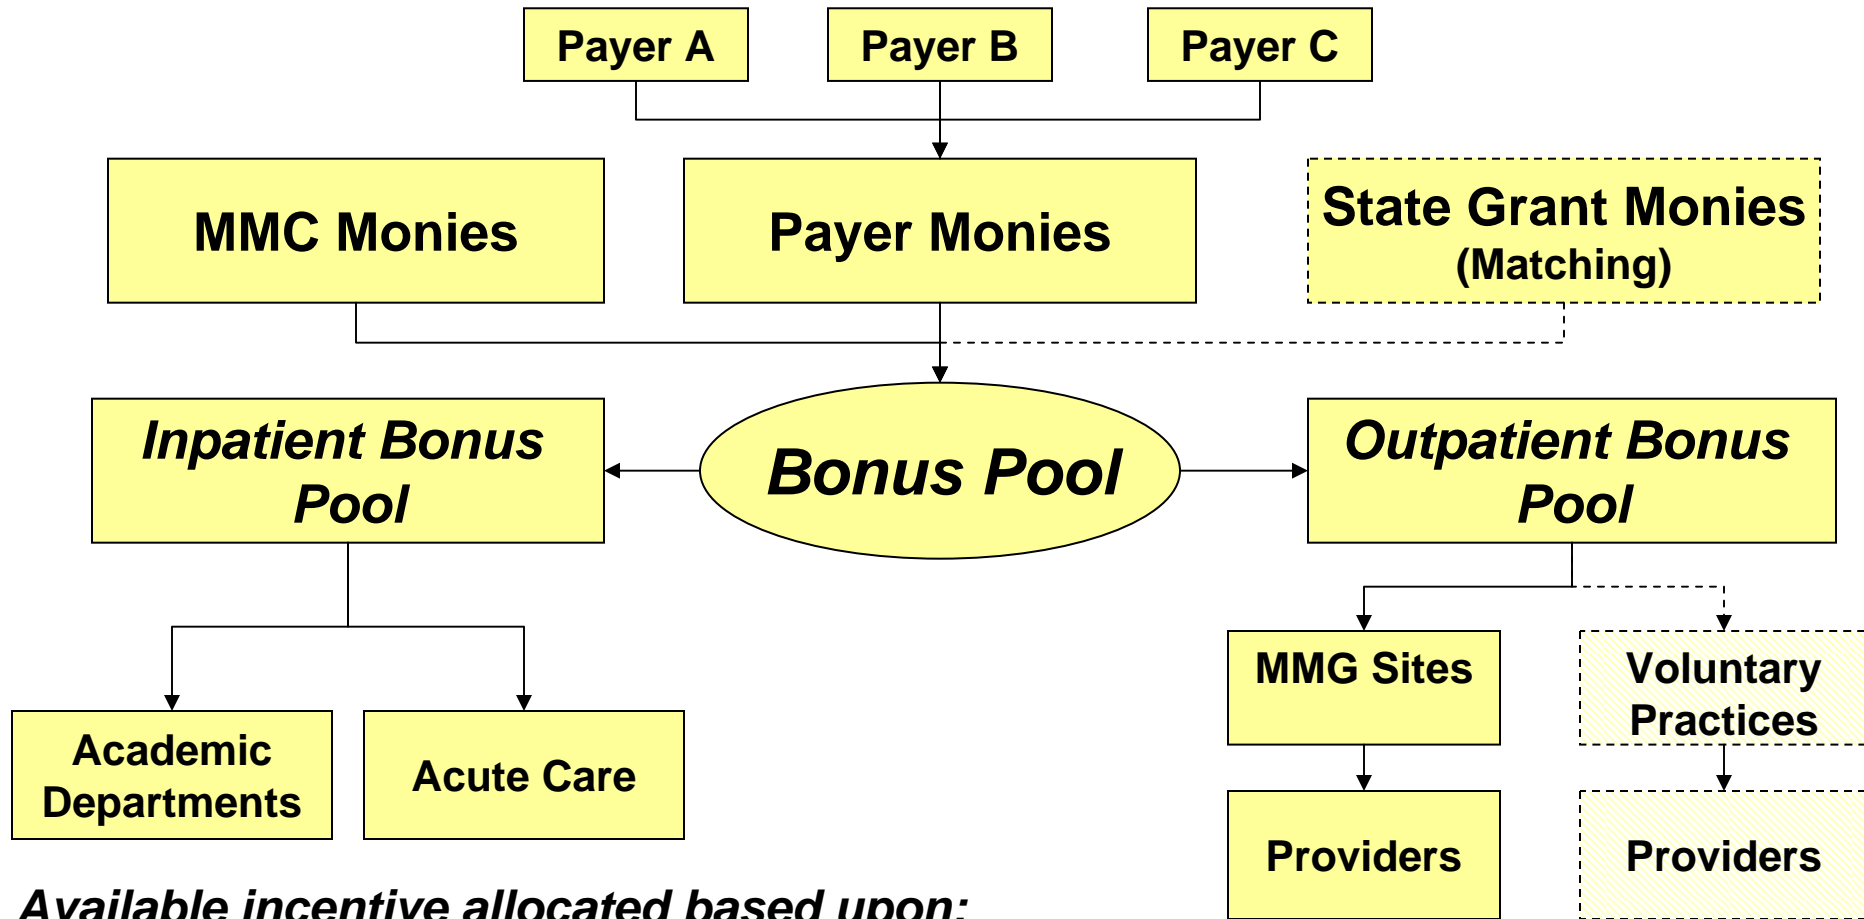 Payer A
Payer B
Payer C
MMC Monies
Payer Monies
State Grant Monies
(Matching)
Inpatient Bonus
Pool
Bonus Pool
Outpatient Bonus
Pool
Academic
Departments
Acute Care
MMG Sites
Voluntary
Practices
Providers
Providers
Available incentive allocated based upon: